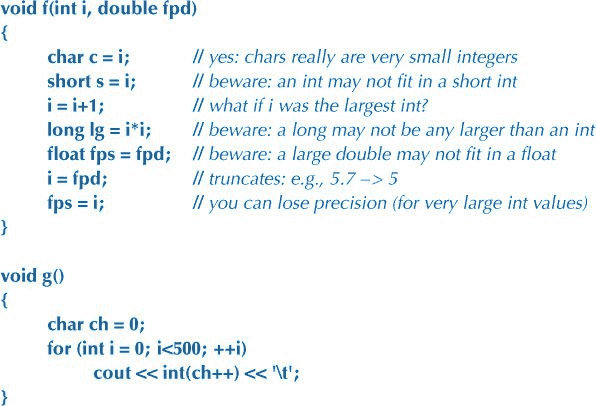 void f(int i, double fpd)
{
char c = i; // yes: chars really are very small integers
short s = i; // beware: an int may not fit in a short int
i = i+1; // what if i was the largest int?
long lg = i*i; // beware: a long may not be any larger than an int
float fps = fpd; // beware: a large double may not fit in a float
i = fpd; // truncates: e.g., 5.7 –> 5
fps = i; // you can lose precision (for very large int values)
}
void g()
{
char ch = 0;
for (int i = 0; i<500; ++i)
cout << int(ch++) << '\t';
}